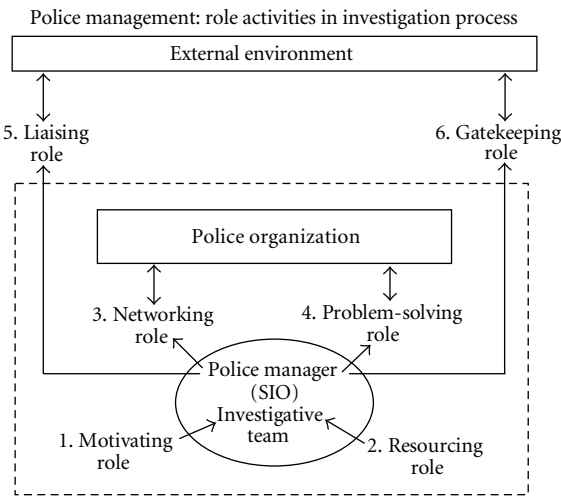 Police management: role activities in investigation process
External environment
5. Liaising
role
6. Gatekeeping
role
Police organization
3. Networking
role
4. Problem-solving
role
Police manager
(SIO)
Investigative
team
1. Motivating
role
2. Resourcing
role